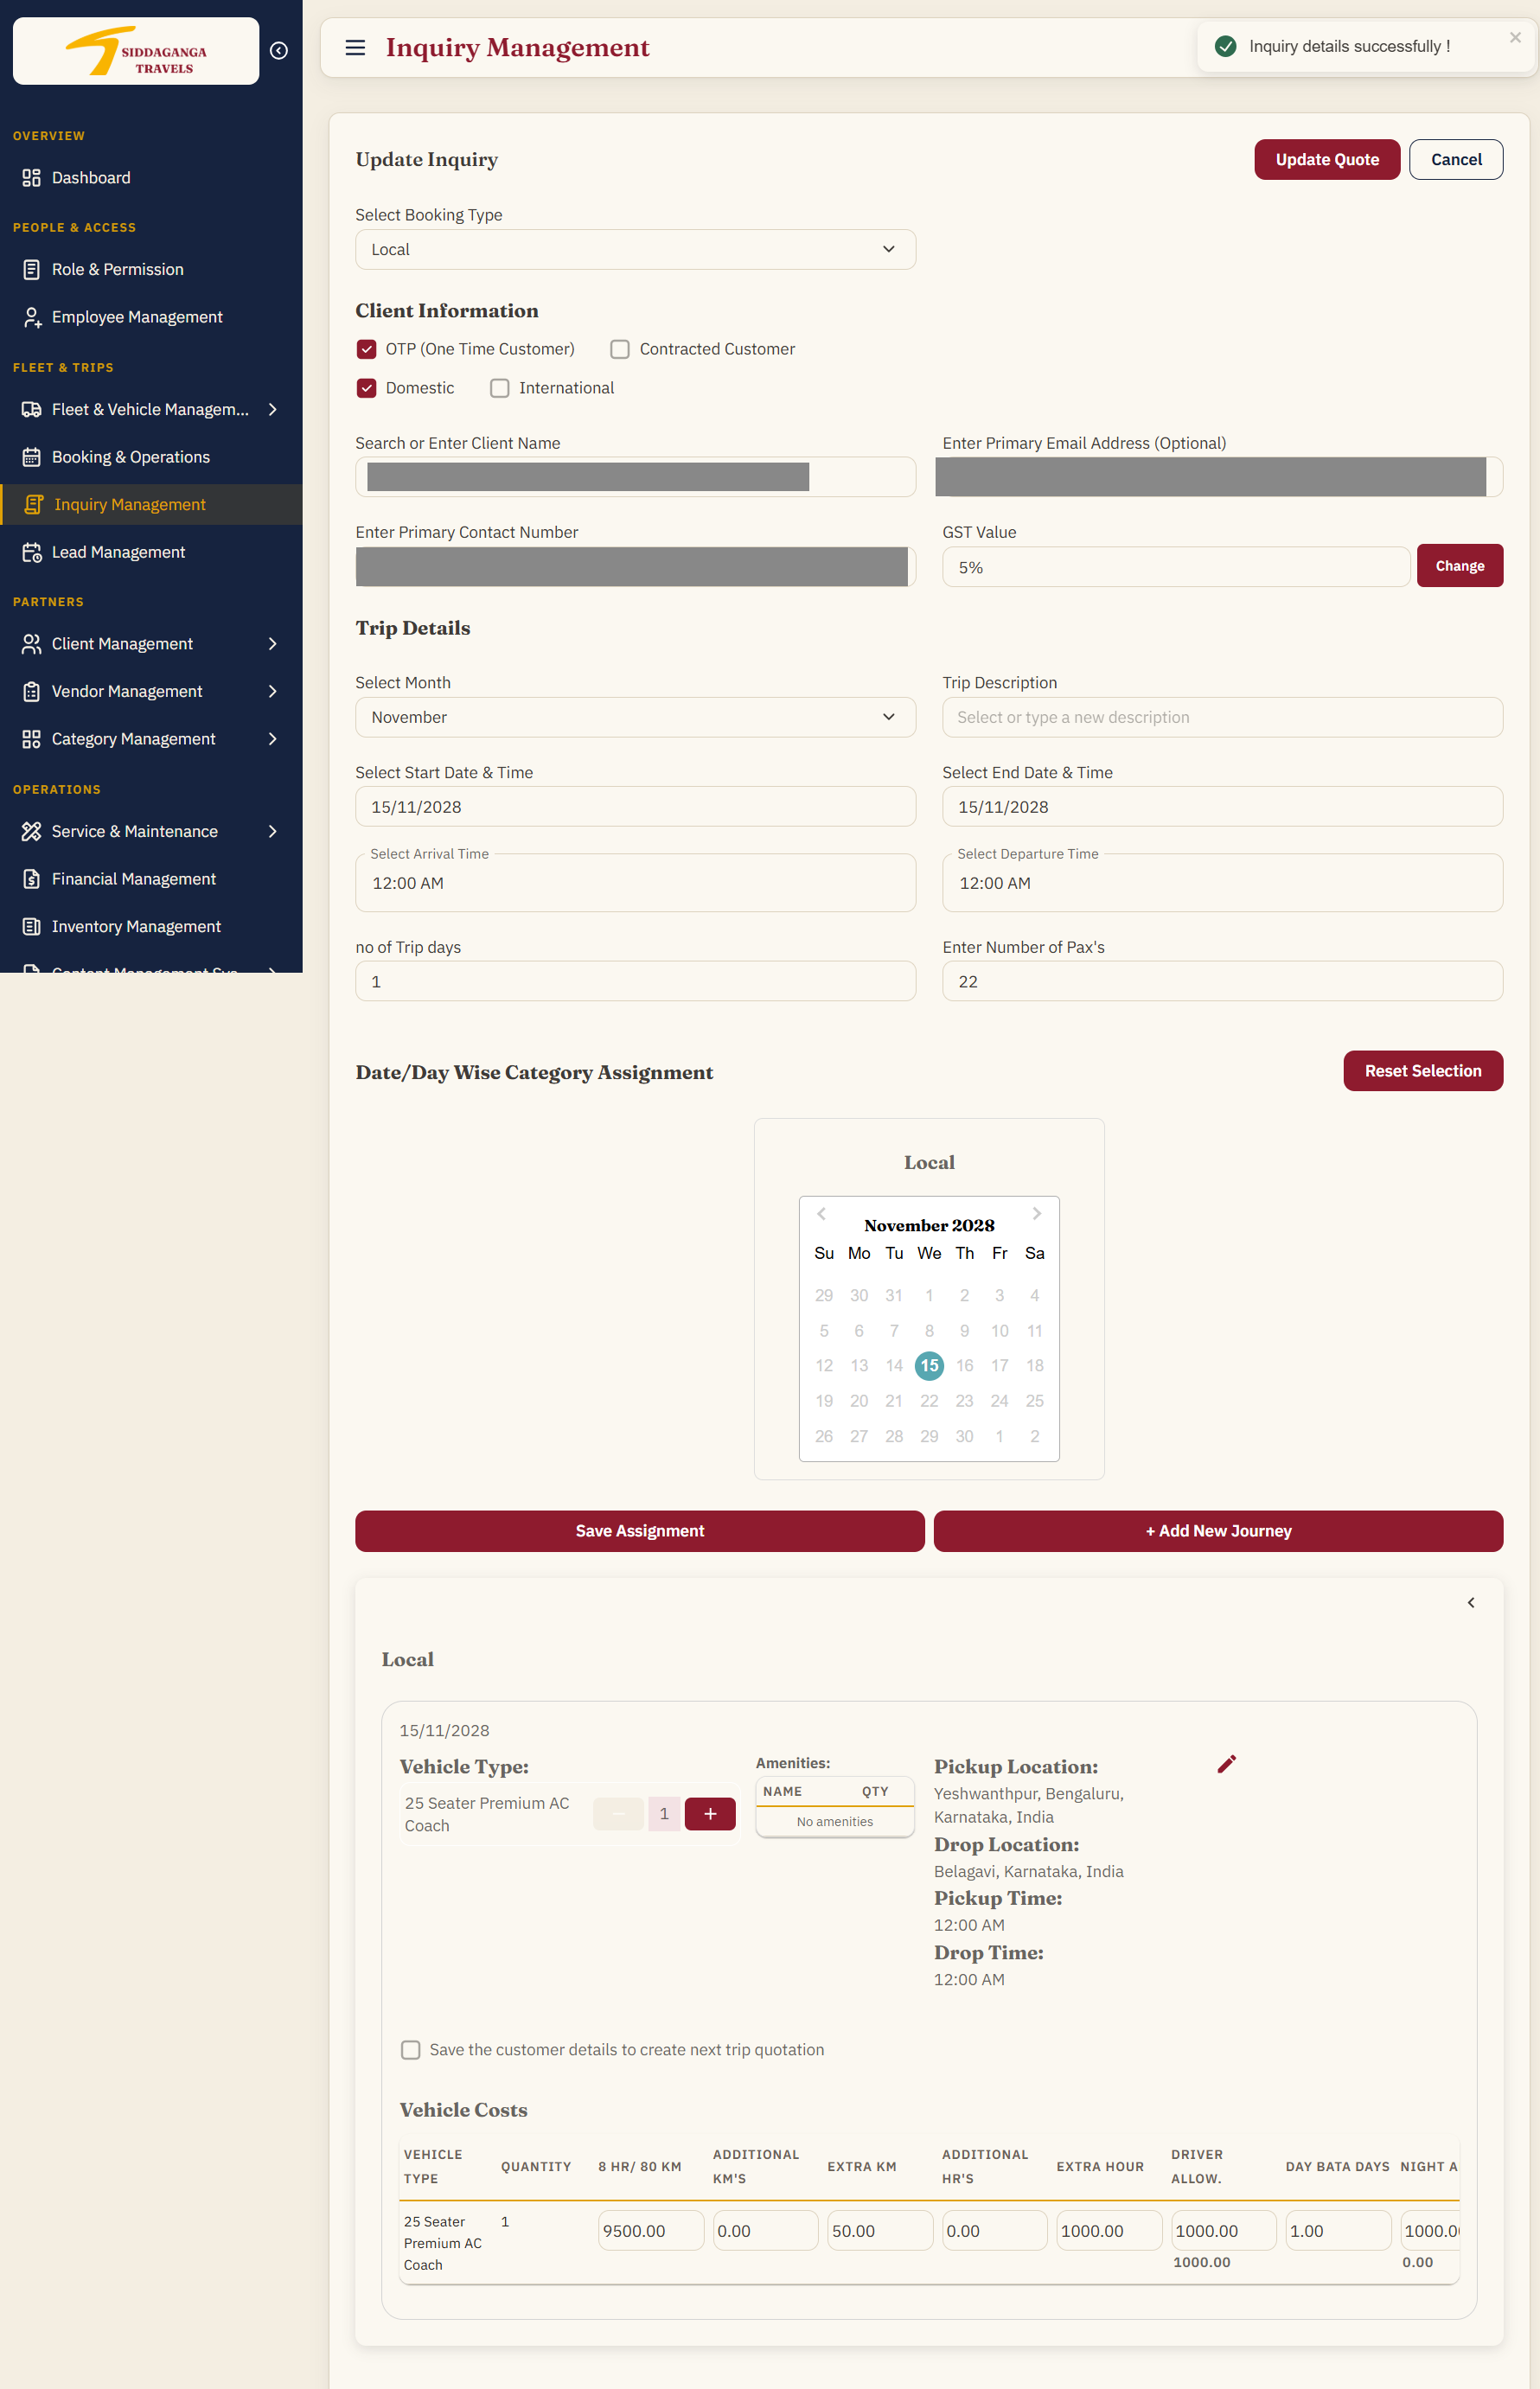 SIDDAGANGA
TRAVELS
OVERVIEW
Dashboard
PEOPLE & ACCESS
Role & Permission
Employee Management
FLEET & TRIPS
Fleet & Vehicle Managem...
Booking & Operations
Inquiry Management
Lead Management
PARTNERS
Client Management
Vendor Management
Category Management
OPERATIONS
Service & Maintenance
Financial Management
Inventory Management
Content Management Sys...
Inquiry Management
Inquiry details successfully !
Update Inquiry
Update Quote
Cancel
Select Booking Type
Local
Client Information
OTP (One Time Customer)
Contracted Customer
Domestic
International
Search or Enter Client Name
Enter Primary Email Address (Optional)
Enter Primary Contact Number
GST Value
5%
Change
Trip Details
Select Month
Trip Description
November
Select or type a new description
Select Start Date & Time
Select End Date & Time
15/11/2028
15/11/2028
Select Arrival Time
Select Departure Time
12:00 AM
12:00 AM
no of Trip days
Enter Number of Pax's
1
22
Date/Day Wise Category Assignment
Reset Selection
Local
November 2028
Su Mo Tu We Th Fr Sa
29 30 31 1 2 3 4
5 6 7 8 9 10 11
12 13 14 15 16 17 18
19 20 21 22 23 24 25
26 27 28 29 30 1 2
Save Assignment
+ Add New Journey
Local
15/11/2028
Vehicle Type:
25 Seater Premium AC
Coach
− 1 +
Amenities:
NAME QTY
No amenities
Pickup Location:
Yeshwanthpur, Bengaluru,
Karnataka, India
Drop Location:
Belagavi, Karnataka, India
Pickup Time:
12:00 AM
Drop Time:
12:00 AM
Save the customer details to create next trip quotation
Vehicle Costs
VEHICLE TYPE QUANTITY 8 HR/ 80 KM ADDITIONAL KM'S EXTRA KM ADDITIONAL HR'S EXTRA HOUR DRIVER ALLOW. DAY BATA DAYS NIGHT A
25 Seater Premium AC Coach 1 9500.00 0.00 50.00 0.00 1000.00 1000.00 1.00 1000.0
1000.00 0.00